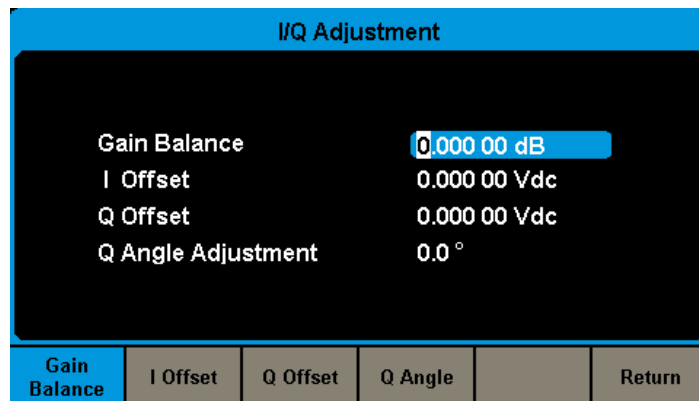 I/Q Adjustment
Gain Balance 0.000 00 dB
I Offset 0.000 00 Vdc
Q Offset 0.000 00 Vdc
Q Angle Adjustment 0.0 °
Gain Balance I Offset Q Offset Q Angle Return